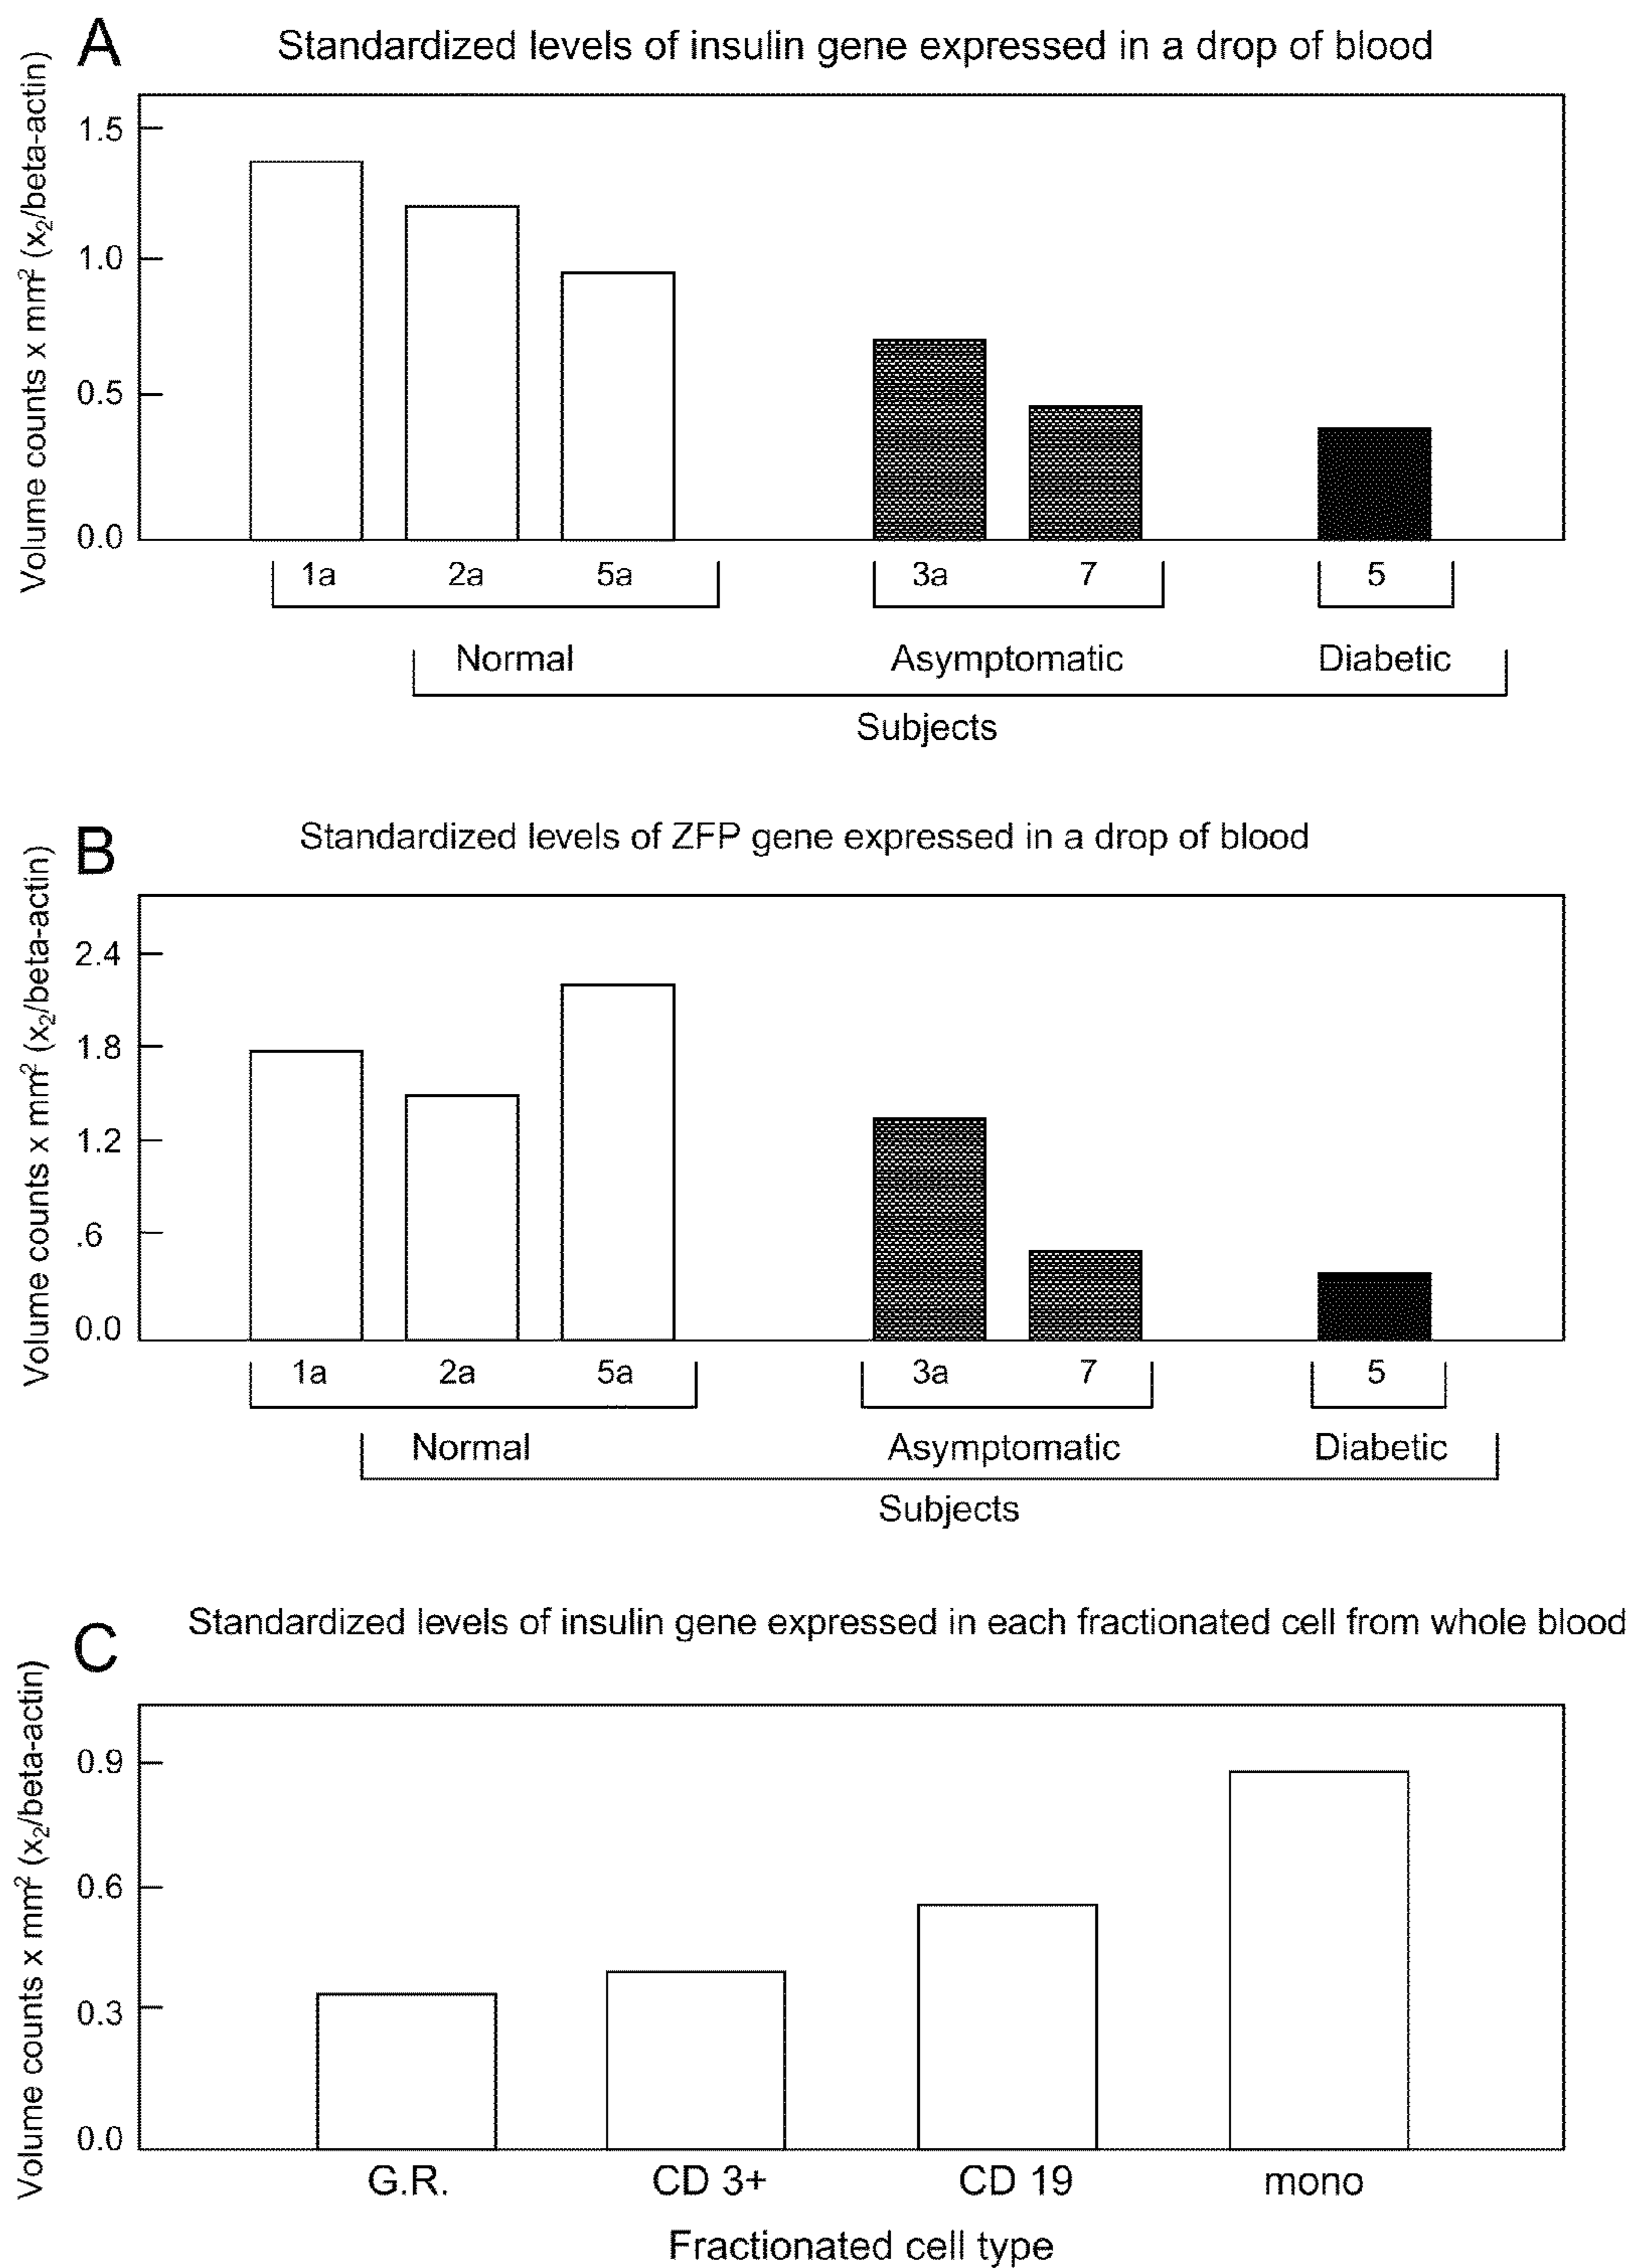 A
Standardized levels of insulin gene expressed in a drop of blood
Volume counts x mm² (x₂/beta-actin)
1.5
1.0
0.5
0.0
1a 2a 5a 3a 7 5
Normal Asymptomatic Diabetic
Subjects
B
Standardized levels of ZFP gene expressed in a drop of blood
Volume counts x mm² (x₂/beta-actin)
2.4
1.8
1.2
.6
0.0
1a 2a 5a 3a 7 5
Normal Asymptomatic Diabetic
Subjects
C
Standardized levels of insulin gene expressed in each fractionated cell from whole blood
Volume counts x mm² (x₂/beta-actin)
0.9
0.6
0.3
0.0
G.R. CD 3+ CD 19 mono
Fractionated cell type